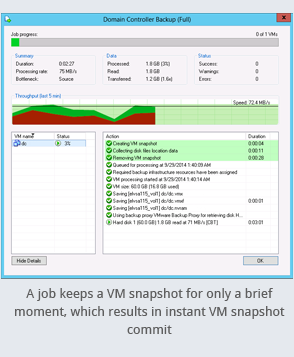 Domain Controller Backup (Full)
Job progress:
0 of 1 VMs
Summary
Duration: 0:02:27
Processing rate: 75 MB/s
Bottleneck: Source
Data
Processed: 1.8 GB (3%)
Read: 1.8 GB
Transferred: 1.2 GB (1.6x)
Status
Success: 0
Warnings: 0
Errors: 0
Throughput (last 5 min)
Speed: 72.4 MB/s
VM name Status
dc 3%
Action Duration
Creating VM snapshot 0:00:04
Collecting disk files location data 0:00:11
Removing VM snapshot 0:00:28
Queued for processing at 9/29/2014 1:40:09 AM
Required backup infrastructure resources have been assigned
VM processing started at 9/29/2014 1:40:14 AM
VM size: 60.0 GB (16.8 GB used)
Saving [elvsa115_vol1] dc/dc.vmx
Saving [elvsa115_vol1] dc/dc.vmxf 0:00:01
Saving [elvsa115_vol1] dc/dc.nvram
Using backup proxy VMware Backup Proxy for retrieving disk H...
Hard disk 1 (60.0 GB) 1.8 GB read at 71 MB/s [CBT] 0:03:01
Hide Details
OK
A job keeps a VM snapshot for only a brief
moment, which results in instant VM snapshot
commit